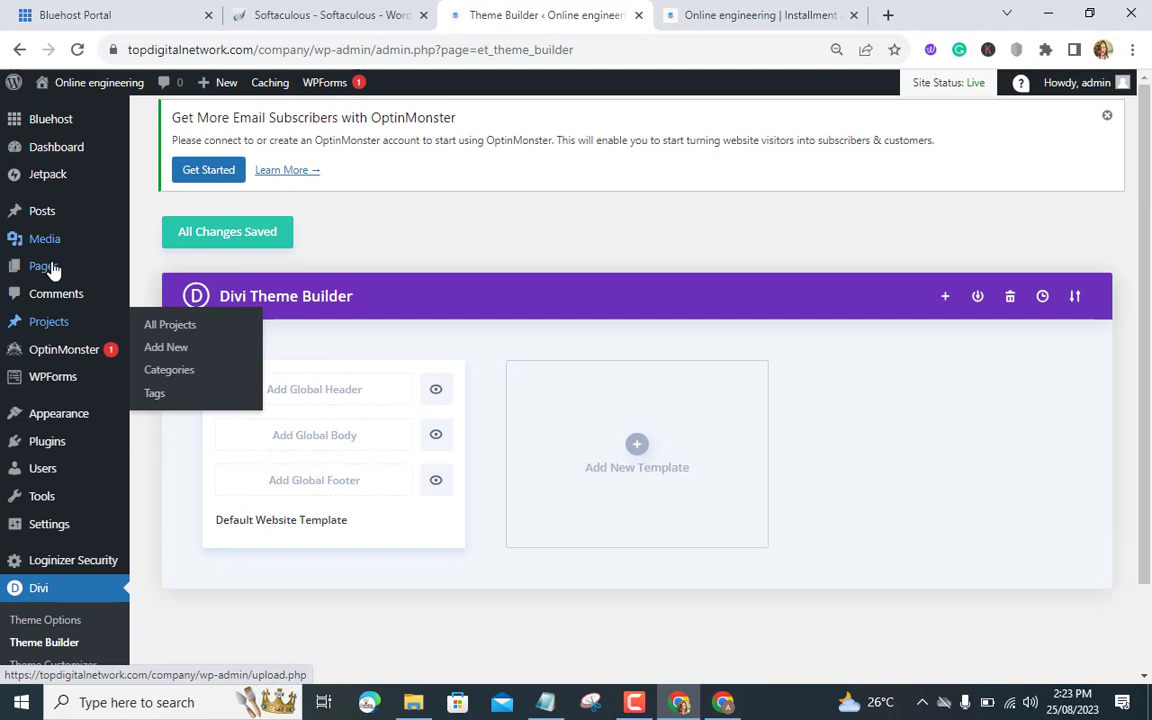 Bluehost Portal
Softaculous - Softaculous - Wor
Theme Builder ‹ Online engineer
Online engineering | Installment
topdigitalnetwork.com/company/wp-admin/admin.php?page=et_theme_builder
Online engineering
0
New
Caching
WPForms 1
Site Status: Live
Howdy, admin
Bluehost
Dashboard
Jetpack
Posts
Media
Pages
Comments
Projects
OptinMonster 1
WPForms
Appearance
Plugins
Users
Tools
Settings
Loginizer Security
Divi
Theme Options
Theme Builder
Theme Customizer
All Projects
Add New
Categories
Tags
Get More Email Subscribers with OptinMonster
Please connect to or create an OptinMonster account to start using OptinMonster. This will enable you to start turning website visitors into subscribers & customers.
Get Started
Learn More →
All Changes Saved
D Divi Theme Builder
Add Global Header
Add Global Body
Add Global Footer
Default Website Template
Add New Template
https://topdigitalnetwork.com/company/wp-admin/upload.php
Type here to search
26°C
2:23 PM
25/08/2023